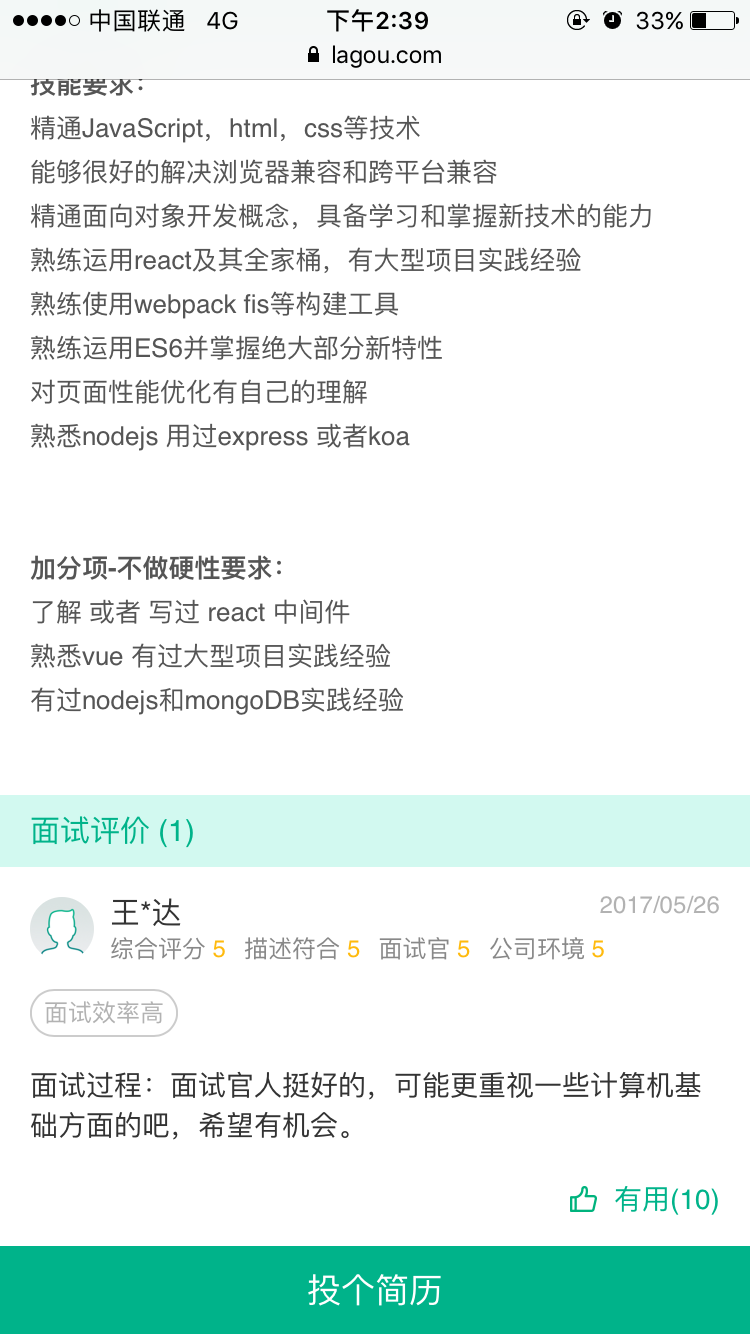 中国联通 4G 下午2:39 33%
lagou.com
技能要求：
精通JavaScript，html，css等技术
能够很好的解决浏览器兼容和跨平台兼容
精通面向对象开发概念，具备学习和掌握新技术的能力
熟练运用react及其全家桶，有大型项目实践经验
熟练使用webpack fis等构建工具
熟练运用ES6并掌握绝大部分新特性
对页面性能优化有自己的理解
熟悉nodejs 用过express 或者koa
加分项-不做硬性要求：
了解 或者 写过 react 中间件
熟悉vue 有过大型项目实践经验
有过nodejs和mongoDB实践经验
面试评价 (1)
王*达 2017/05/26
综合评分 5 描述符合 5 面试官 5 公司环境 5
面试效率高
面试过程：面试官人挺好的，可能更重视一些计算机基
础方面的吧，希望有机会。
有用(10)
投个简历